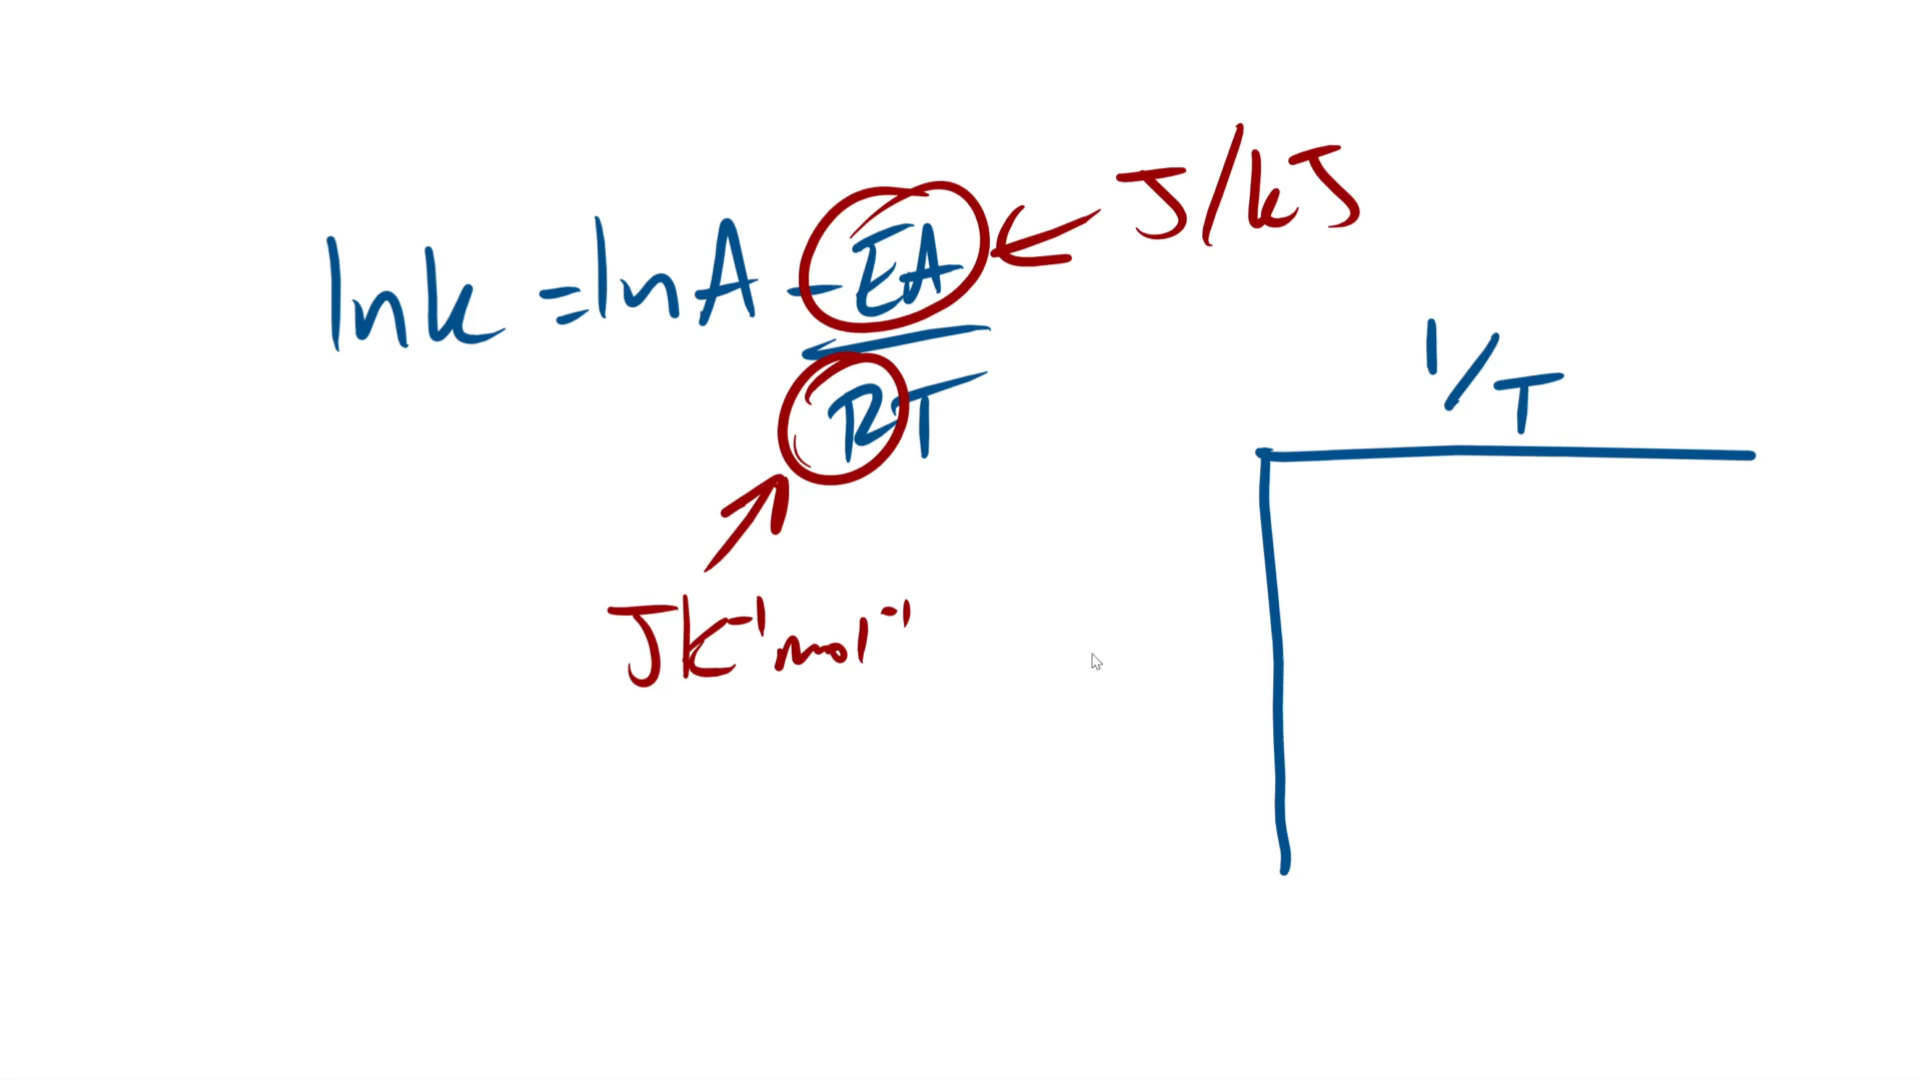 J/kJ
ln k = ln A - EA
RT
1/T
JK⁻¹mol⁻¹